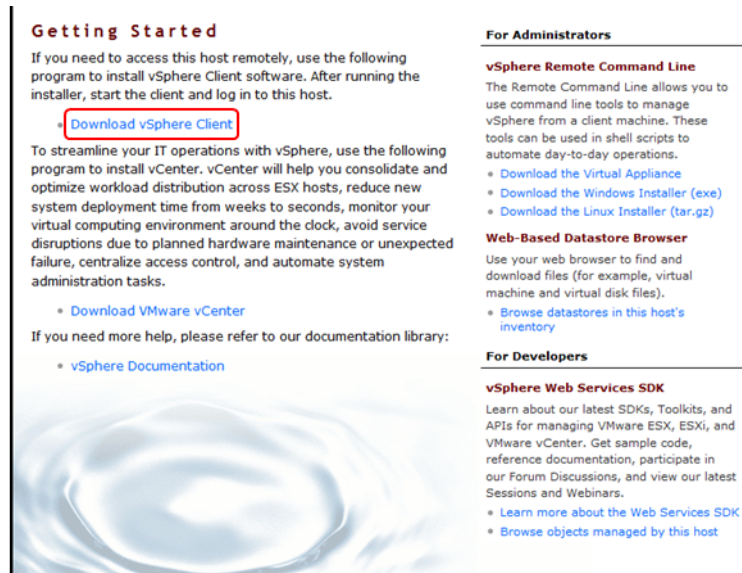 Getting Started
If you need to access this host remotely, use the following
program to install vSphere Client software. After running the
installer, start the client and log in to this host.
Download vSphere Client
To streamline your IT operations with vSphere, use the following
program to install vCenter. vCenter will help you consolidate and
optimize workload distribution across ESX hosts, reduce new
system deployment time from weeks to seconds, monitor your
virtual computing environment around the clock, avoid service
disruptions due to planned hardware maintenance or unexpected
failure, centralize access control, and automate system
administration tasks.
Download VMware vCenter
If you need more help, please refer to our documentation library:
vSphere Documentation
For Administrators
vSphere Remote Command Line
The Remote Command Line allows you to
use command line tools to manage
vSphere from a client machine. These
tools can be used in shell scripts to
automate day-to-day operations.
Download the Virtual Appliance
Download the Windows Installer (exe)
Download the Linux Installer (tar.gz)
Web-Based Datastore Browser
Use your web browser to find and
download files (for example, virtual
machine and virtual disk files).
Browse datastores in this host's
inventory
For Developers
vSphere Web Services SDK
Learn about our latest SDKs, Toolkits, and
APIs for managing VMware ESX, ESXi, and
VMware vCenter. Get sample code,
reference documentation, participate in
our Forum Discussions, and view our latest
Sessions and Webinars.
Learn more about the Web Services SDK
Browse objects managed by this host